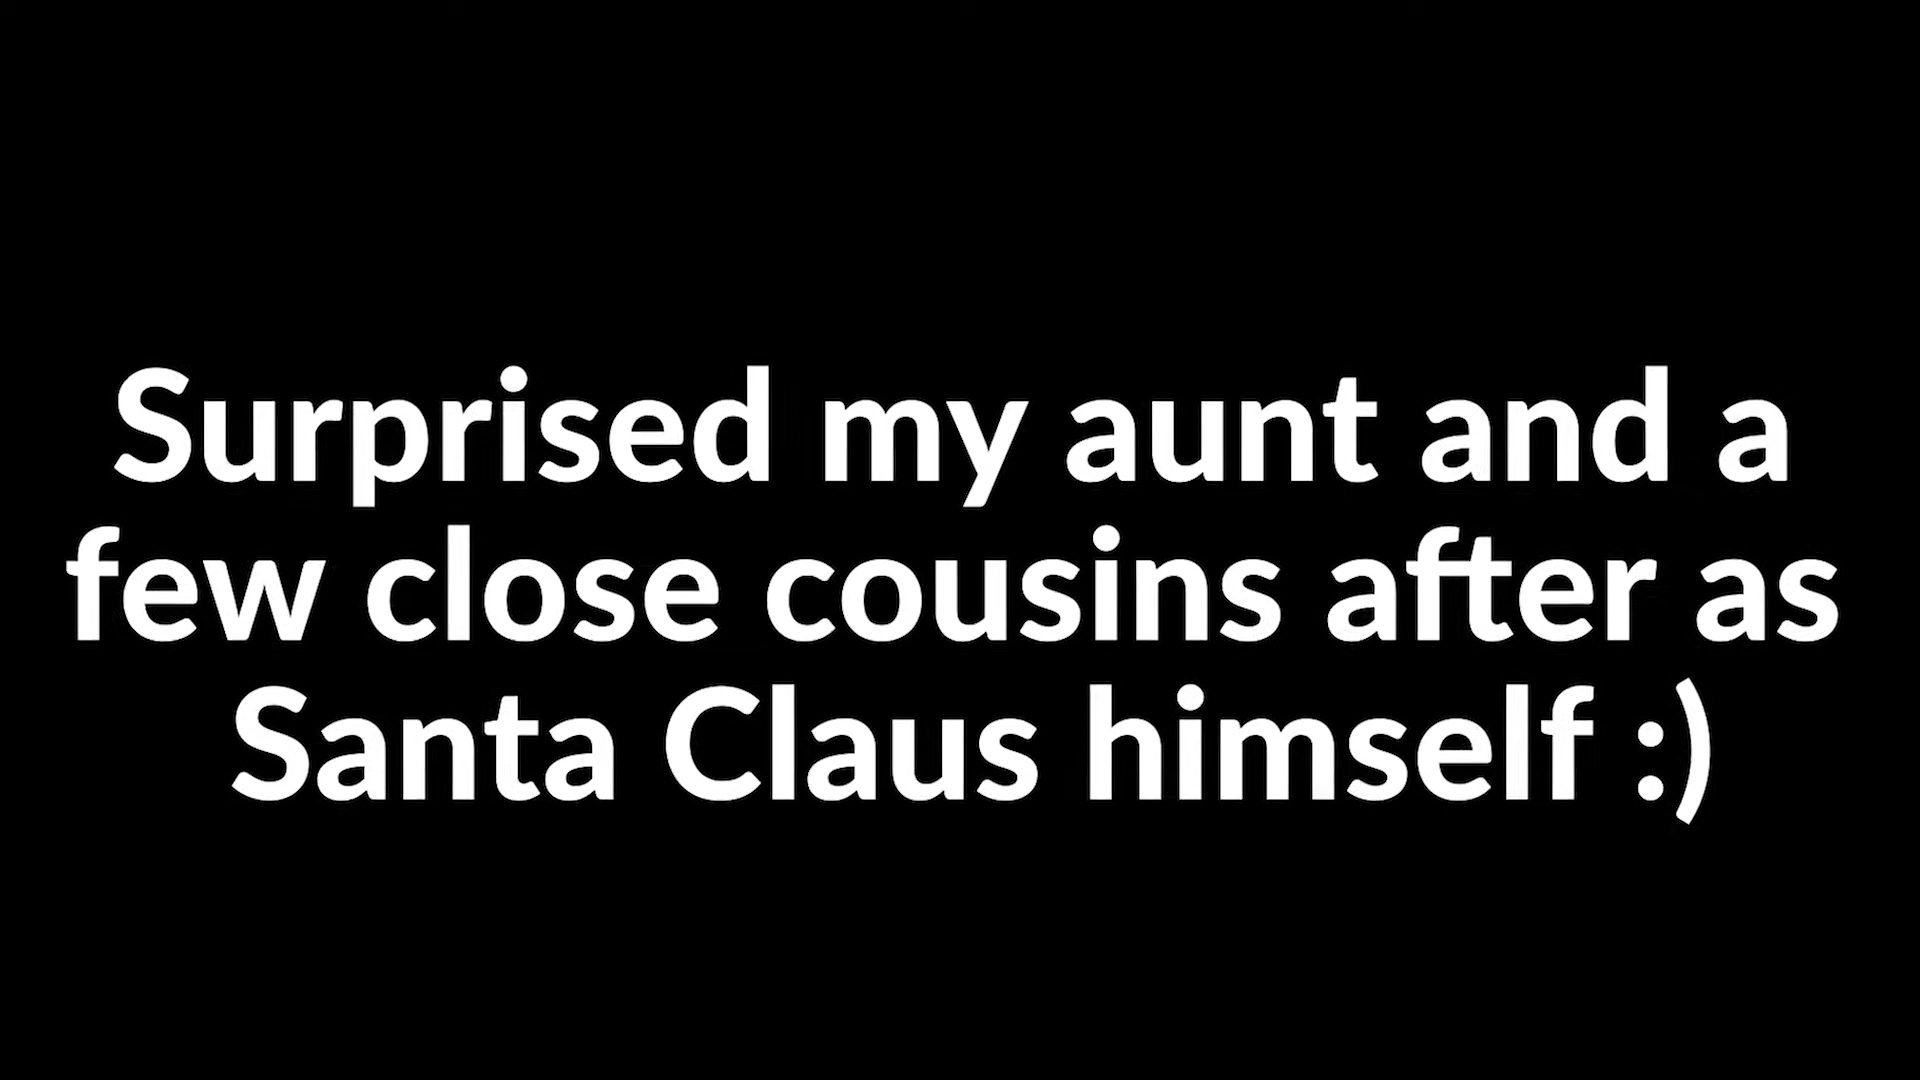 Surprised my aunt and a
few close cousins after as
Santa Claus himself :)